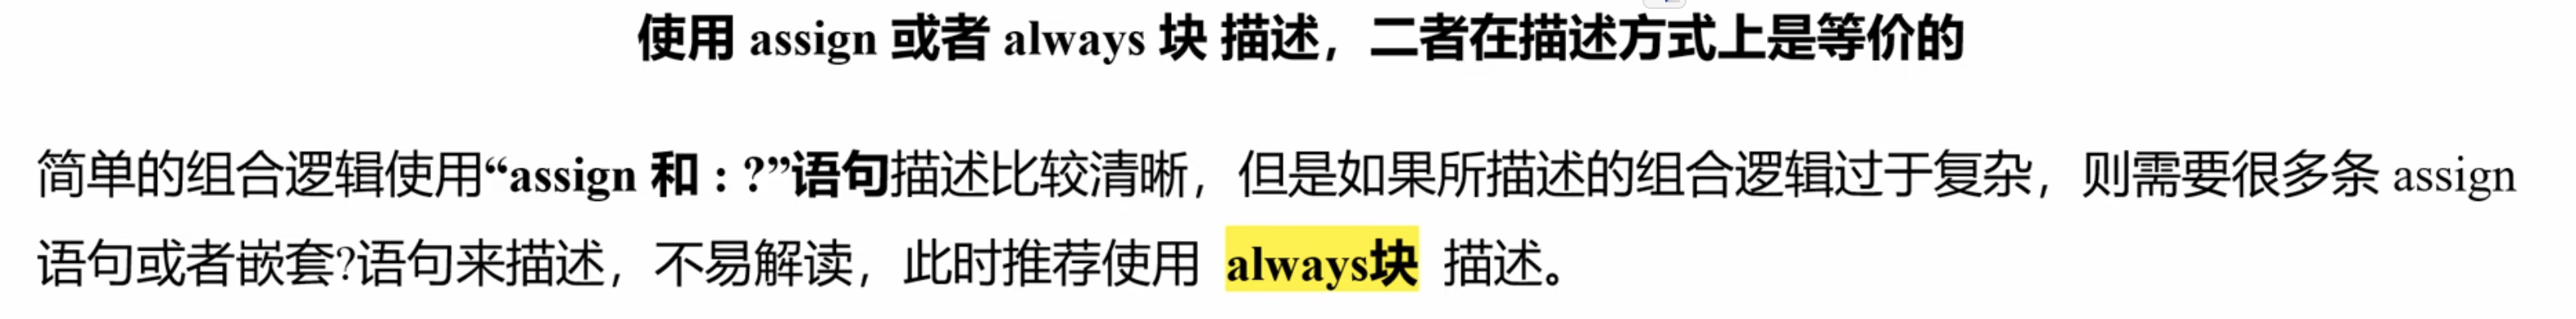 使用 assign 或者 always 块 描述，二者在描述方式上是等价的
简单的组合逻辑使用“assign 和 : ?”语句描述比较清晰，但是如果所描述的组合逻辑过于复杂，则需要很多条 assign
语句或者嵌套?语句来描述，不易解读，此时推荐使用 always块 描述。